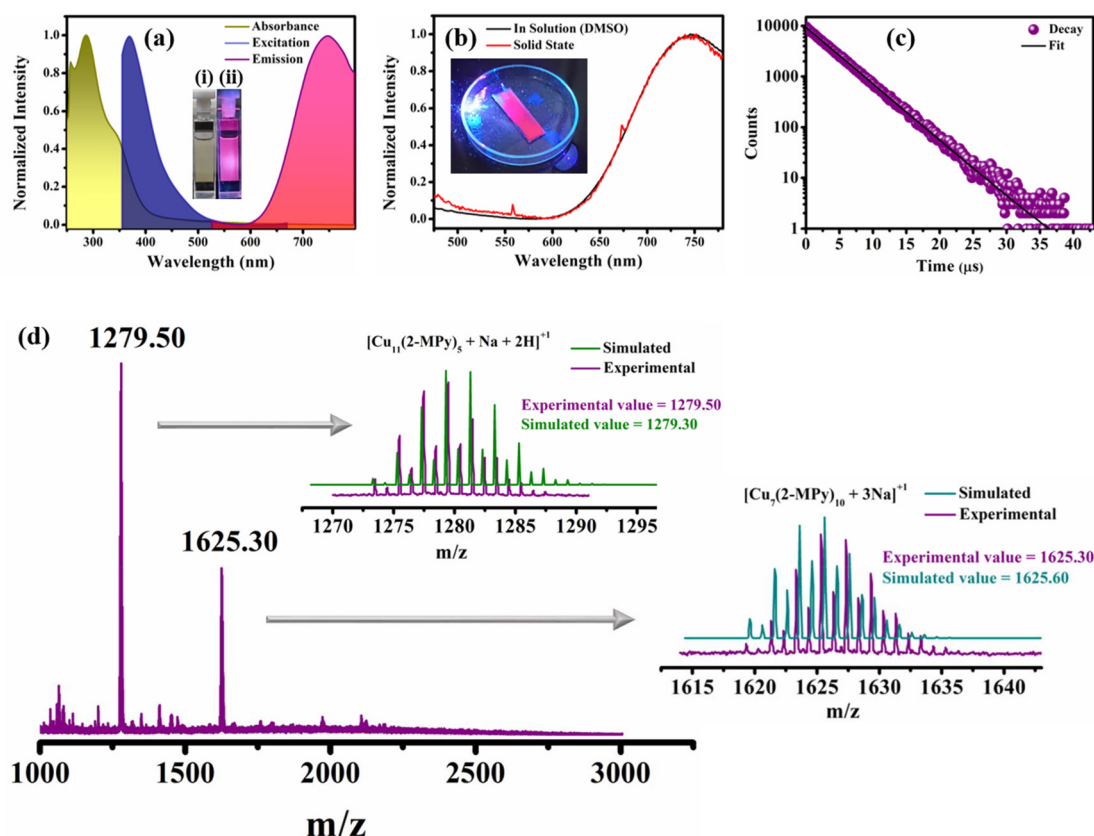 (a)
Absorbance
Excitation
Emission
(i) (ii)
Normalized Intensity
1.0
0.8
0.6
0.4
0.2
0.0
300 400 500 600 700
Wavelength (nm)
(b)
In Solution (DMSO)
Solid State
Normalized Intensity
1.0
0.8
0.6
0.4
0.2
0.0
500 550 600 650 700 750
Wavelength (nm)
(c)
Decay
Fit
Counts
10000
1000
100
10
1
0 5 10 15 20 25 30 35 40
Time (μs)
(d)
1279.50
1625.30
1000 1500 2000 2500 3000
m/z
[Cu11(2-MPy)5 + Na + 2H]+1
Simulated
Experimental
Experimental value = 1279.50
Simulated value = 1279.30
1270 1275 1280 1285 1290 1295
m/z
[Cu7(2-MPy)10 + 3Na]+1
Simulated
Experimental
Experimental value = 1625.30
Simulated value = 1625.60
1615 1620 1625 1630 1635 1640
m/z